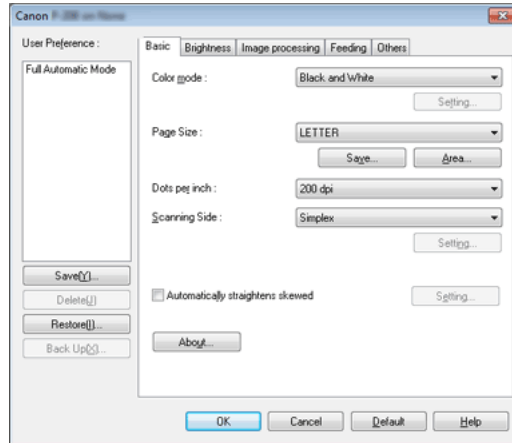 Canon
User Preference :
Full Automatic Mode
Save(Y)...
Delete(J)
Restore(I)...
Back Up(X)...
Basic Brightness Image processing Feeding Others
Color mode : Black and White
Setting...
Page Size : LETTER
Save... Area...
Dots per inch : 200 dpi
Scanning Side : Simplex
Setting...
Automatically straightens skewed Setting...
About...
OK Cancel Default Help